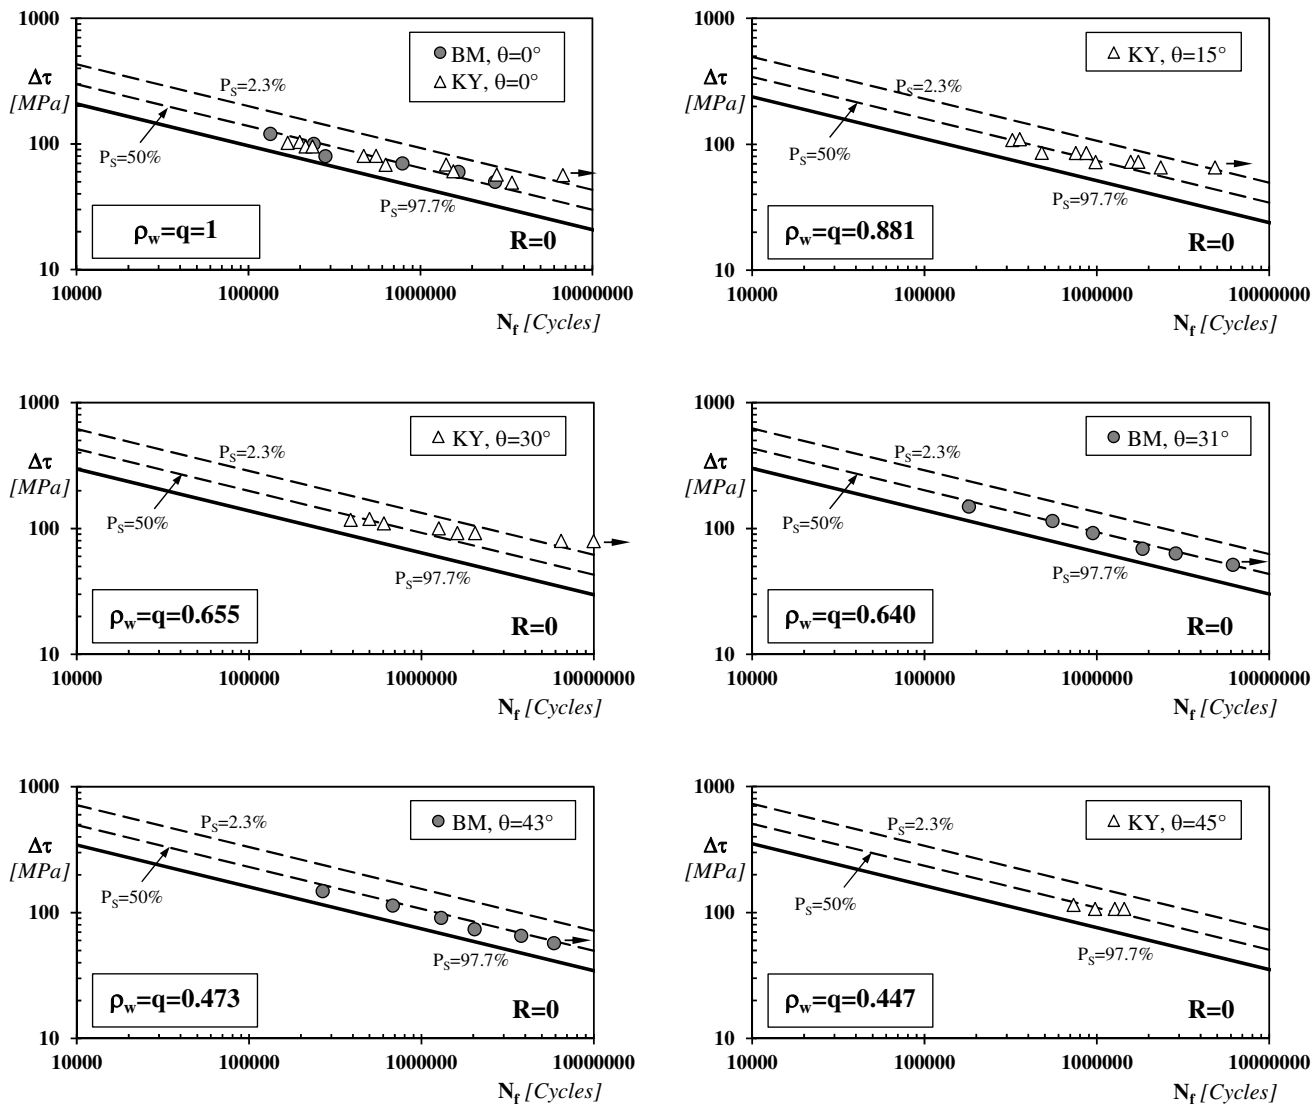 1000
100
10
Δτ
[MPa]
BM, θ=0°
KY, θ=0°
P_S=2.3%
P_S=50%
P_S=97.7%
ρ_w=q=1
R=0
10000 100000 1000000 10000000
N_f [Cycles]
1000
100
10
Δτ
[MPa]
KY, θ=15°
P_S=2.3%
P_S=50%
P_S=97.7%
ρ_w=q=0.881
R=0
10000 100000 1000000 10000000
N_f [Cycles]
1000
100
10
Δτ
[MPa]
KY, θ=30°
P_S=2.3%
P_S=50%
P_S=97.7%
ρ_w=q=0.655
R=0
10000 100000 1000000 10000000
N_f [Cycles]
1000
100
10
Δτ
[MPa]
BM, θ=31°
P_S=2.3%
P_S=50%
P_S=97.7%
ρ_w=q=0.640
R=0
10000 100000 1000000 10000000
N_f [Cycles]
1000
100
10
Δτ
[MPa]
BM, θ=43°
P_S=2.3%
P_S=50%
P_S=97.7%
ρ_w=q=0.473
R=0
10000 100000 1000000 10000000
N_f [Cycles]
1000
100
10
Δτ
[MPa]
KY, θ=45°
P_S=2.3%
P_S=50%
P_S=97.7%
ρ_w=q=0.447
R=0
10000 100000 1000000 10000000
N_f [Cycles]